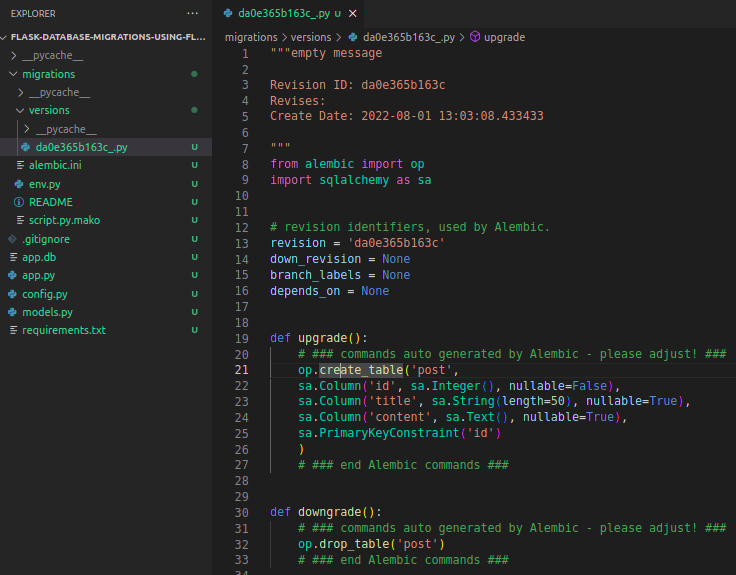 EXPLORER
···
FLASK-DATABASE-MIGRATIONS-USING-FL...
__pycache__
migrations
__pycache__
versions
__pycache__
da0e365b163c_.py U
alembic.ini U
env.py U
README U
script.py.mako U
.gitignore U
app.db U
app.py U
config.py U
models.py U
requirements.txt U
da0e365b163c_.py U
migrations > versions > da0e365b163c_.py > upgrade
1 """empty message
2
3 Revision ID: da0e365b163c
4 Revises:
5 Create Date: 2022-08-01 13:03:08.433433
6
7 """
8 from alembic import op
9 import sqlalchemy as sa
10
11
12 # revision identifiers, used by Alembic.
13 revision = 'da0e365b163c'
14 down_revision = None
15 branch_labels = None
16 depends_on = None
17
18
19 def upgrade():
20 # ### commands auto generated by Alembic - please adjust! ###
21 op.create_table('post',
22 sa.Column('id', sa.Integer(), nullable=False),
23 sa.Column('title', sa.String(length=50), nullable=True),
24 sa.Column('content', sa.Text(), nullable=True),
25 sa.PrimaryKeyConstraint('id')
26 )
27 # ### end Alembic commands ###
28
29
30 def downgrade():
31 # ### commands auto generated by Alembic - please adjust! ###
32 op.drop_table('post')
33 # ### end Alembic commands ###
34